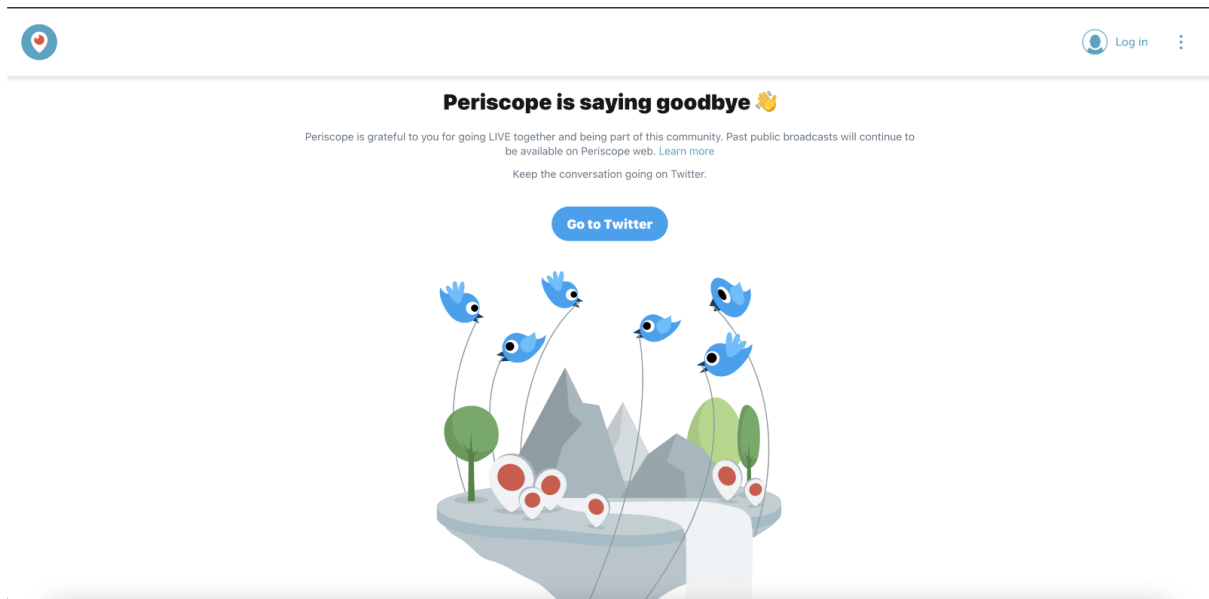 Log in
Periscope is saying goodbye 👋
Periscope is grateful to you for going LIVE together and being part of this community. Past public broadcasts will continue to
be available on Periscope web. Learn more
Keep the conversation going on Twitter.
Go to Twitter